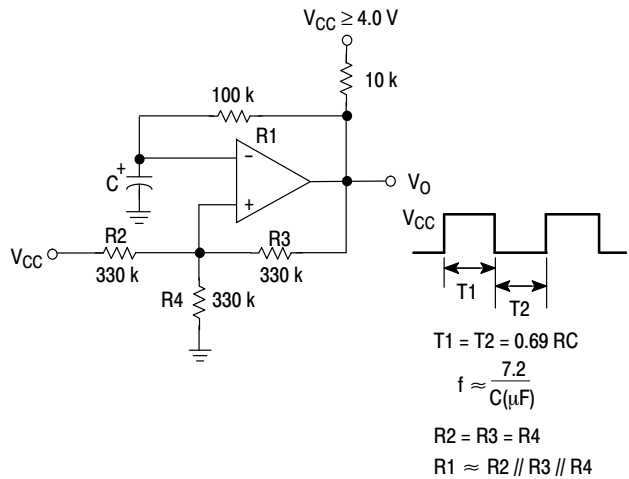 V_CC ≥ 4.0 V
10 k
100 k
R1
−
+
C
+
V_O
V_CC
R2
330 k
R3
330 k
R4
330 k
V_CC
T1
T2
T1 = T2 = 0.69 RC
f ≈ 7.2 / C(μF)
R2 = R3 = R4
R1 ≈ R2 // R3 // R4